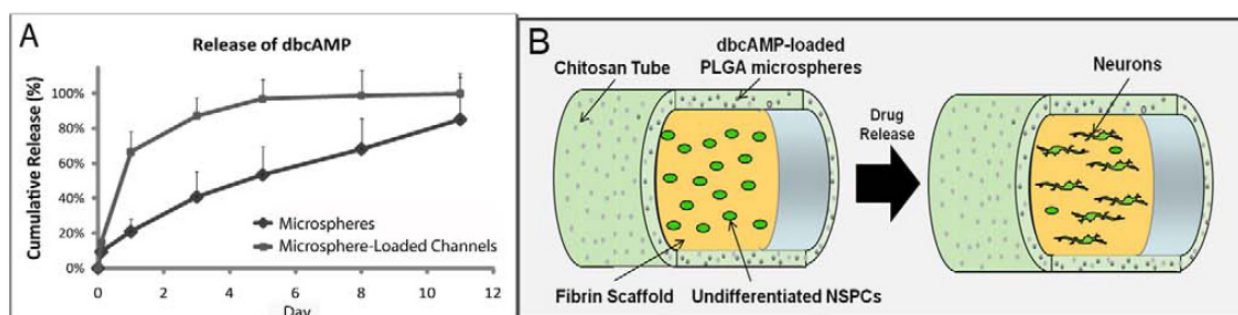 A
Release of dbcAMP
Cumulative Release (%)
100%
80%
60%
40%
20%
0%
Microspheres
Microsphere-Loaded Channels
0 2 4 6 8 10 12
Day
B
dbcAMP-loaded
PLGA microspheres
Chitosan Tube
Neurons
Drug
Release
Fibrin Scaffold
Undifferentiated NSPCs